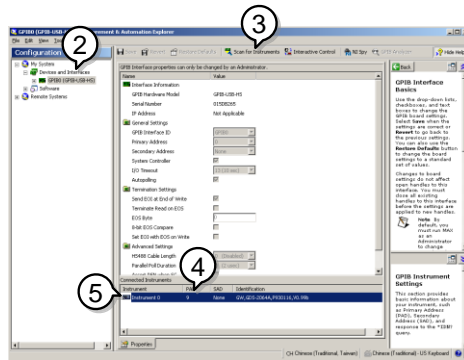 GPIB0 (GPIB-USB-HS) - Measurement & Automation Explorer
File Edit View Tools Help
Configuration
My System
Devices and Interfaces
GPIB0 (GPIB-USB-HS)
Software
Remote Systems
2
3
Save Revert Restore Defaults Scan for Instruments Interactive Control NI Spy Hide Help
GPIB Interface properties can only be changed by an Administrator.
Name Value
Interface Information
GPIB Hardware Model GPIB-USB-HS
Serial Number 01508265
IP Address Not Applicable
General Settings
GPIB Interface ID GPIB0
Primary Address 0
Secondary Address None
System Controller
I/O Timeout
Autopolling
Termination Settings
Send EOI at End of Write
Terminate Read on EOS
EOS Byte 0
8-bit EOS Compare
Set EOI with EOS on Write
Advanced Settings
HS488 Cable Length (Disabled)
Parallel Poll Duration
4
5
Connected Instruments
Instrument PAD SAD Identification
Instrument 0 9 None GW,GDS-2064A,PE00116,V0.99b
Properties
Back
GPIB Interface Basics
Use the drop-down lists, checkboxes, and text boxes to change the GPIB board settings. Select Save when the settings are correct or Revert to go back to the previous settings. You can also use the Restore Defaults button to change the board settings to a standard set of values.
Changes to board settings do not affect open handles to this interface. You must close all existing handles to this interface before the settings are applied to new handles.
Note By default, you must run MAX as an Administrator to change
GPIB Instrument Settings
This section provides basic information about your instrument, such as Primary Address (PAD), Secondary Address (SAD), and response to the *IDN? query.
CH Chinese (Traditional, Taiwan) Chinese (Traditional) - US Keyboard